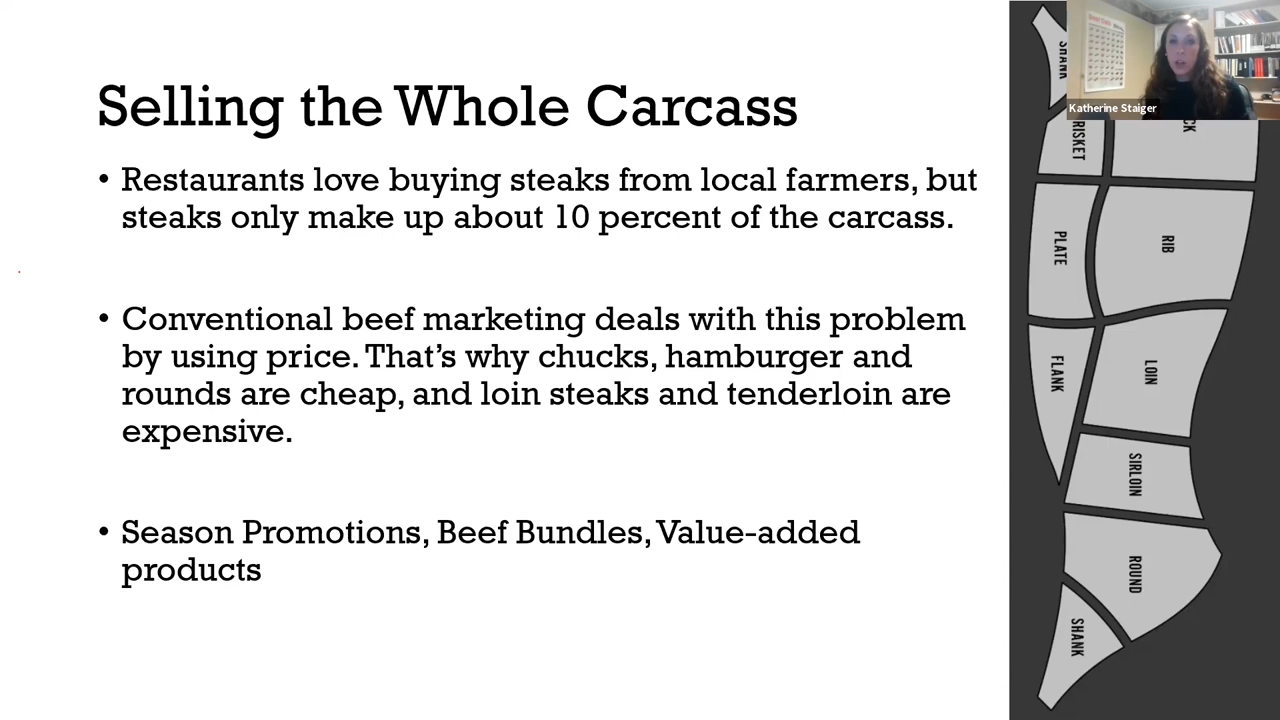 Selling the Whole Carcass
• Restaurants love buying steaks from local farmers, but
steaks only make up about 10 percent of the carcass.
• Conventional beef marketing deals with this problem
by using price. That’s why chucks, hamburger and
rounds are cheap, and loin steaks and tenderloin are
expensive.
• Season Promotions, Beef Bundles, Value-added
products
Katherine Staiger
SHANK
RISKET
CK
PLATE
RIB
FLANK
LOIN
SIRLOIN
ROUND
SHANK